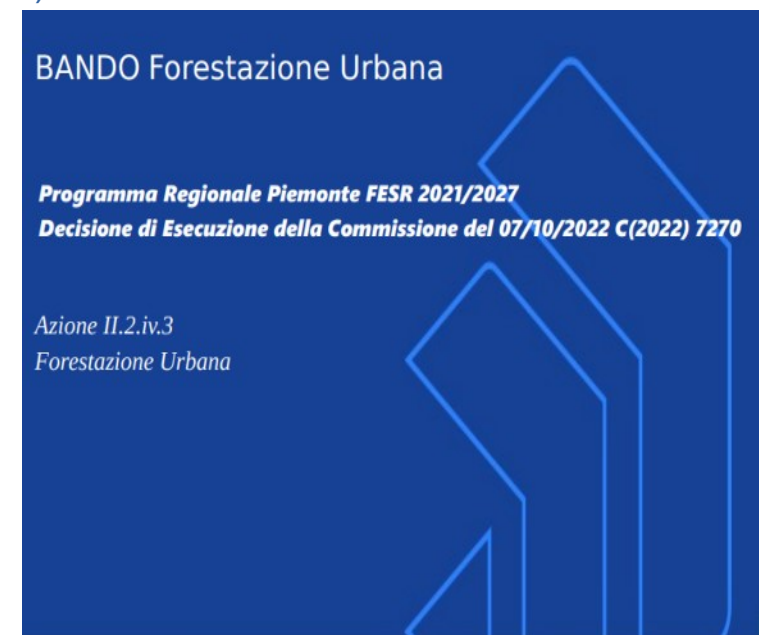 BANDO Forestazione Urbana
Programma Regionale Piemonte FESR 2021/2027
Decisione di Esecuzione della Commissione del 07/10/2022 C(2022) 7270
Azione II.2.iv.3
Forestazione Urbana